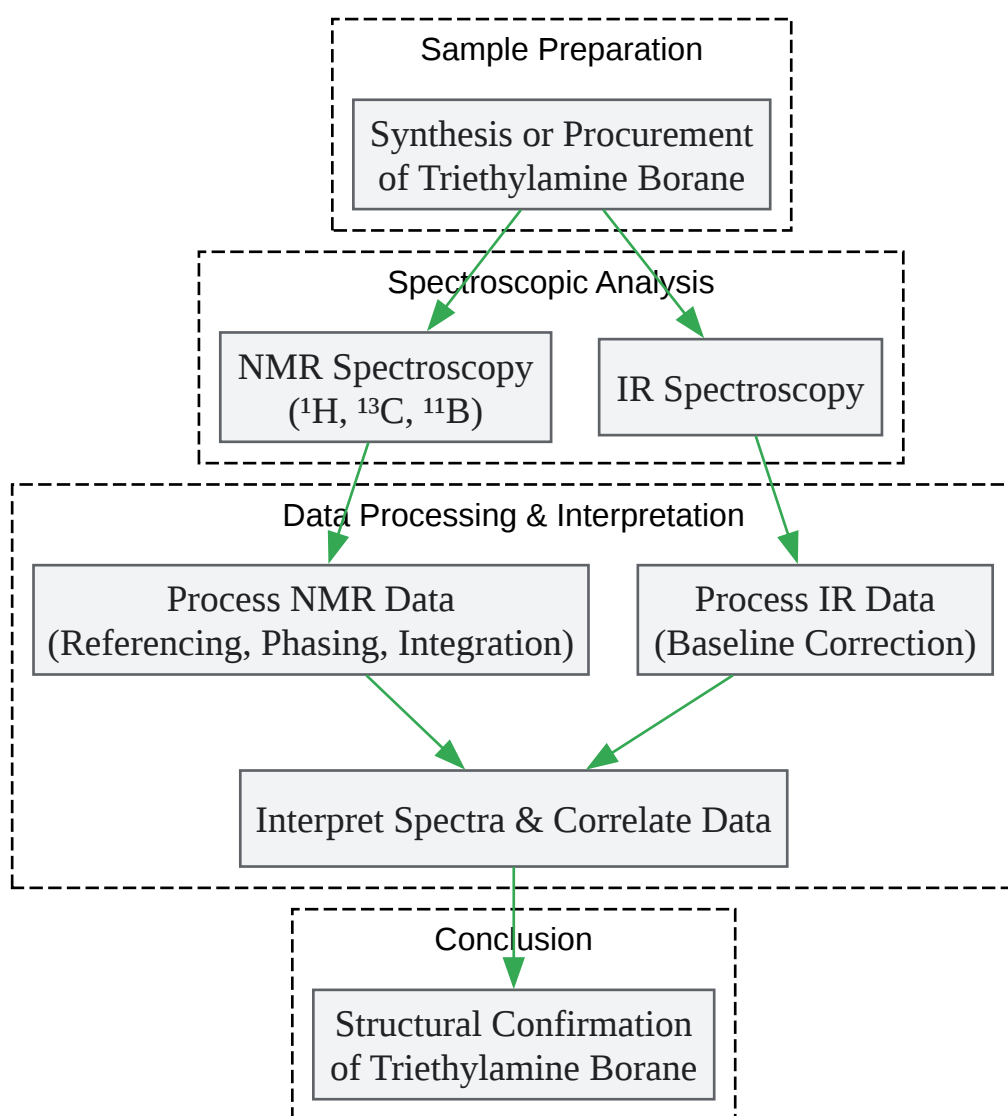 Sample Preparation
Synthesis or Procurement
of Triethylamine Borane
Spectroscopic Analysis
NMR Spectroscopy
(¹H, ¹³C, ¹¹B)
IR Spectroscopy
Data Processing & Interpretation
Process NMR Data
(Referencing, Phasing, Integration)
Process IR Data
(Baseline Correction)
Interpret Spectra & Correlate Data
Conclusion
Structural Confirmation
of Triethylamine Borane